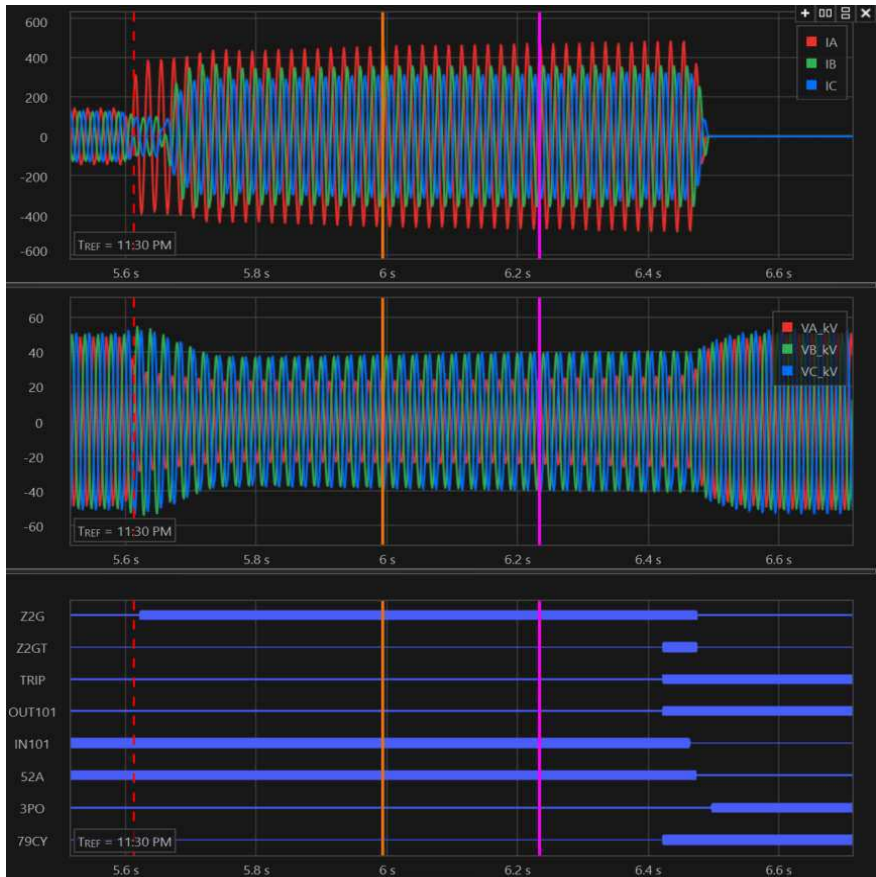 600
400
200
0
-200
-400
-600
IA
IB
IC
TREF = 11:30 PM
5.6 s
5.8 s
6 s
6.2 s
6.4 s
6.6 s
60
40
20
0
-20
-40
-60
VA_kV
VB_kV
VC_kV
TREF = 11:30 PM
5.6 s
5.8 s
6 s
6.2 s
6.4 s
6.6 s
Z2G
Z2GT
TRIP
OUT101
IN101
52A
3PO
79CY
TREF = 11:30 PM
5.6 s
5.8 s
6 s
6.2 s
6.4 s
6.6 s